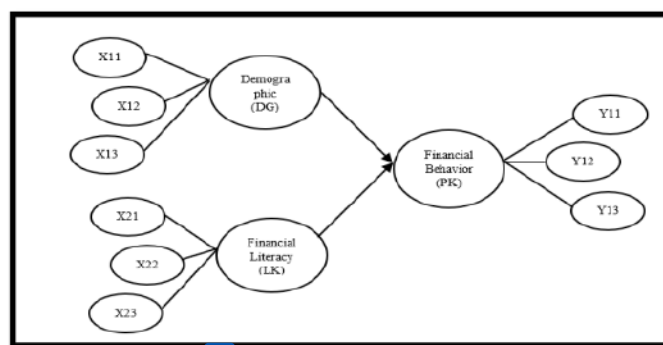 X11
X12
X13
Demogra
phic
(DG)
X21
X22
X23
Financial
Literacy
(LK)
Financial
Behavior
(PK)
Y11
Y12
Y13